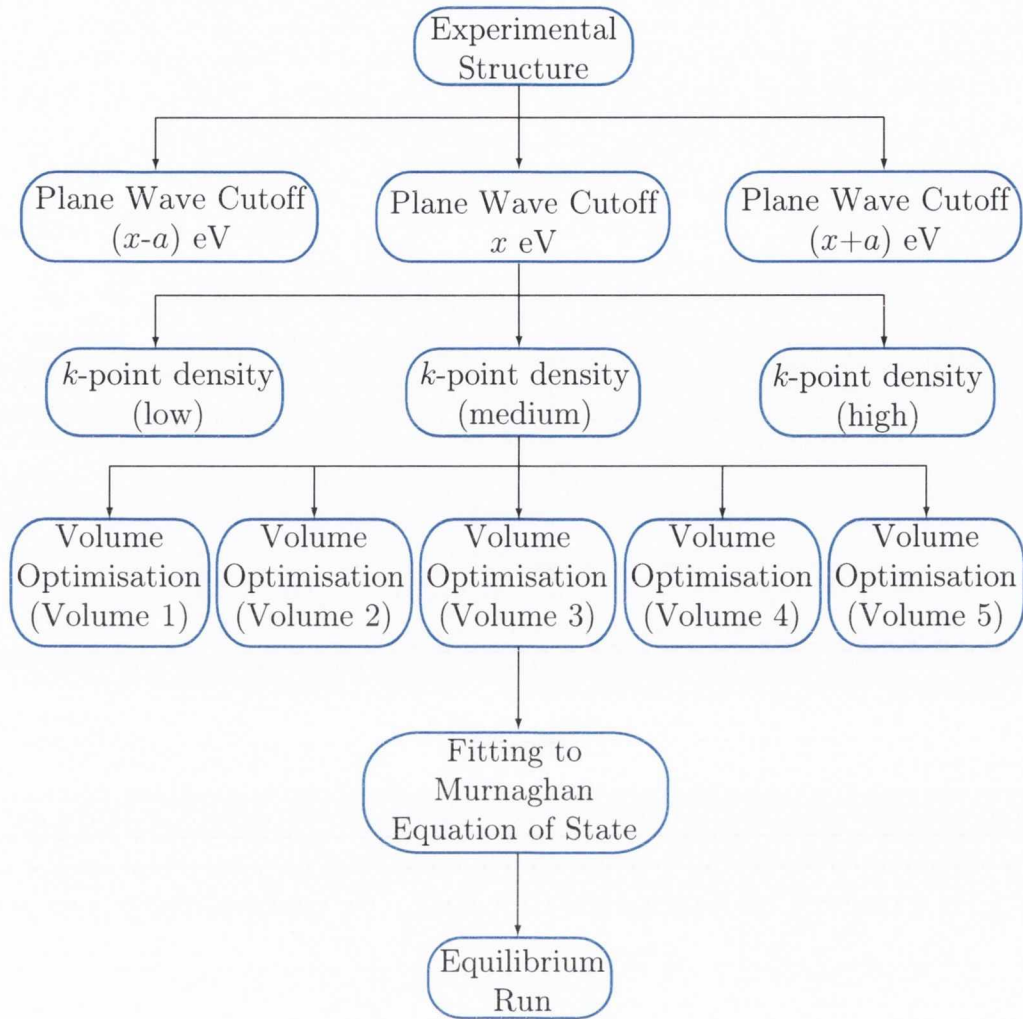 Experimental
Structure
Plane Wave Cutoff
(x-a) eV
Plane Wave Cutoff
x eV
Plane Wave Cutoff
(x+a) eV
k-point density
(low)
k-point density
(medium)
k-point density
(high)
Volume
Optimisation
(Volume 1)
Volume
Optimisation
(Volume 2)
Volume
Optimisation
(Volume 3)
Volume
Optimisation
(Volume 4)
Volume
Optimisation
(Volume 5)
Fitting to
Murnaghan
Equation of State
Equilibrium
Run